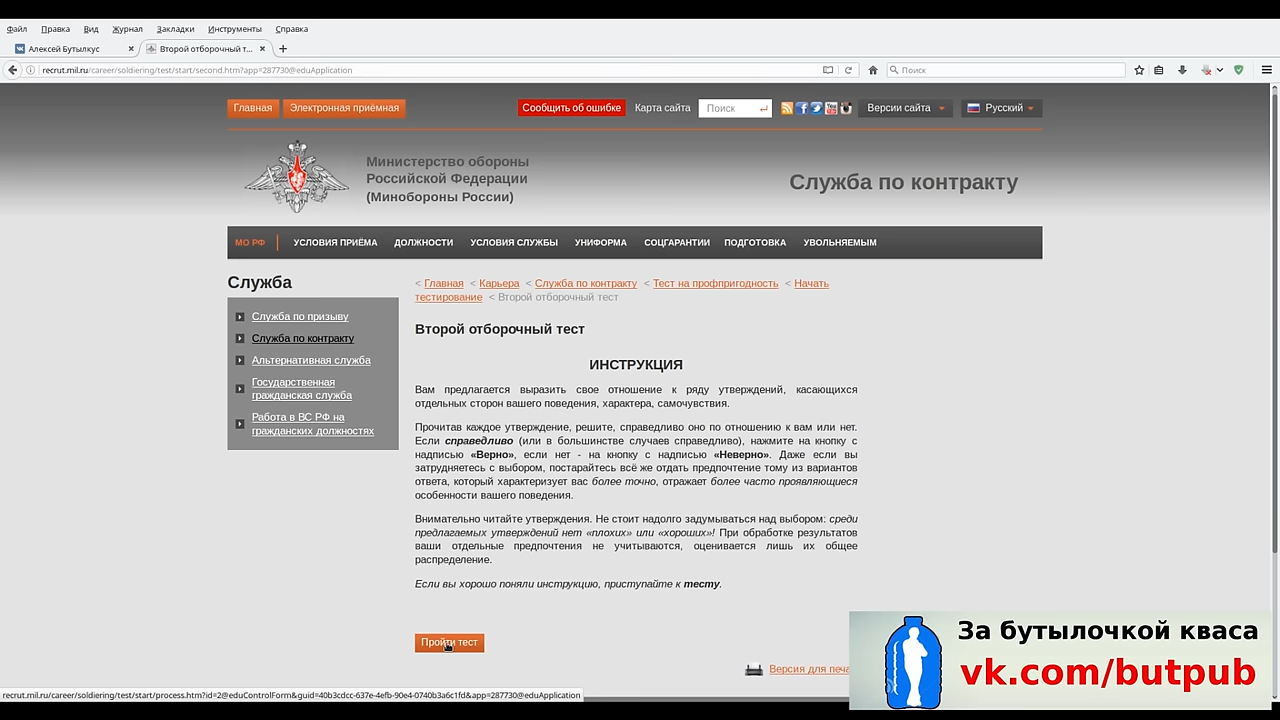 Файл Правка Вид Журнал Закладки Инструменты Справка
Алексей Бутылкус
Второй отборочный т...
recrut.mil.ru/career/soldiering/test/start/second.htm?app=287730@eduApplication
Поиск
Главная Электронная приёмная Сообщить об ошибке Карта сайта Поиск Версии сайта Русский
Министерство обороны
Российской Федерации
(Минобороны России)
Служба по контракту
МО РФ УСЛОВИЯ ПРИЁМА ДОЛЖНОСТИ УСЛОВИЯ СЛУЖБЫ УНИФОРМА СОЦГАРАНТИИ ПОДГОТОВКА УВОЛЬНЯЕМЫМ
Служба
Служба по призыву
Служба по контракту
Альтернативная служба
Государственная
гражданская служба
Работа в ВС РФ на
гражданских должностях
< Главная < Карьера < Служба по контракту < Тест на профпригодность < Начать
тестирование < Второй отборочный тест
Второй отборочный тест
ИНСТРУКЦИЯ
Вам предлагается выразить свое отношение к ряду утверждений, касающихся
отдельных сторон вашего поведения, характера, самочувствия.
Прочитав каждое утверждение, решите, справедливо оно по отношению к вам или нет.
Если справедливо (или в большинстве случаев справедливо), нажмите на кнопку с
надписью «Верно», если нет - на кнопку с надписью «Неверно». Даже если вы
затрудняетесь с выбором, постарайтесь всё же отдать предпочтение тому из вариантов
ответа, который характеризует вас более точно, отражает более часто проявляющиеся
особенности вашего поведения.
Внимательно читайте утверждения. Не стоит надолго задумываться над выбором: среди
предлагаемых утверждений нет «плохих» или «хороших»! При обработке результатов
ваши отдельные предпочтения не учитываются, оценивается лишь их общее
распределение.
Если вы хорошо поняли инструкцию, приступайте к тесту.
Пройти тест
Версия для печа
За бутылочкой кваса
vk.com/butpub
recrut.mil.ru/career/soldiering/test/start/process.htm?id=2@eduControlForm&guid=40b3cdcc-637e-4efb-90e4-0740b3a6c1fd&app=287730@eduApplication